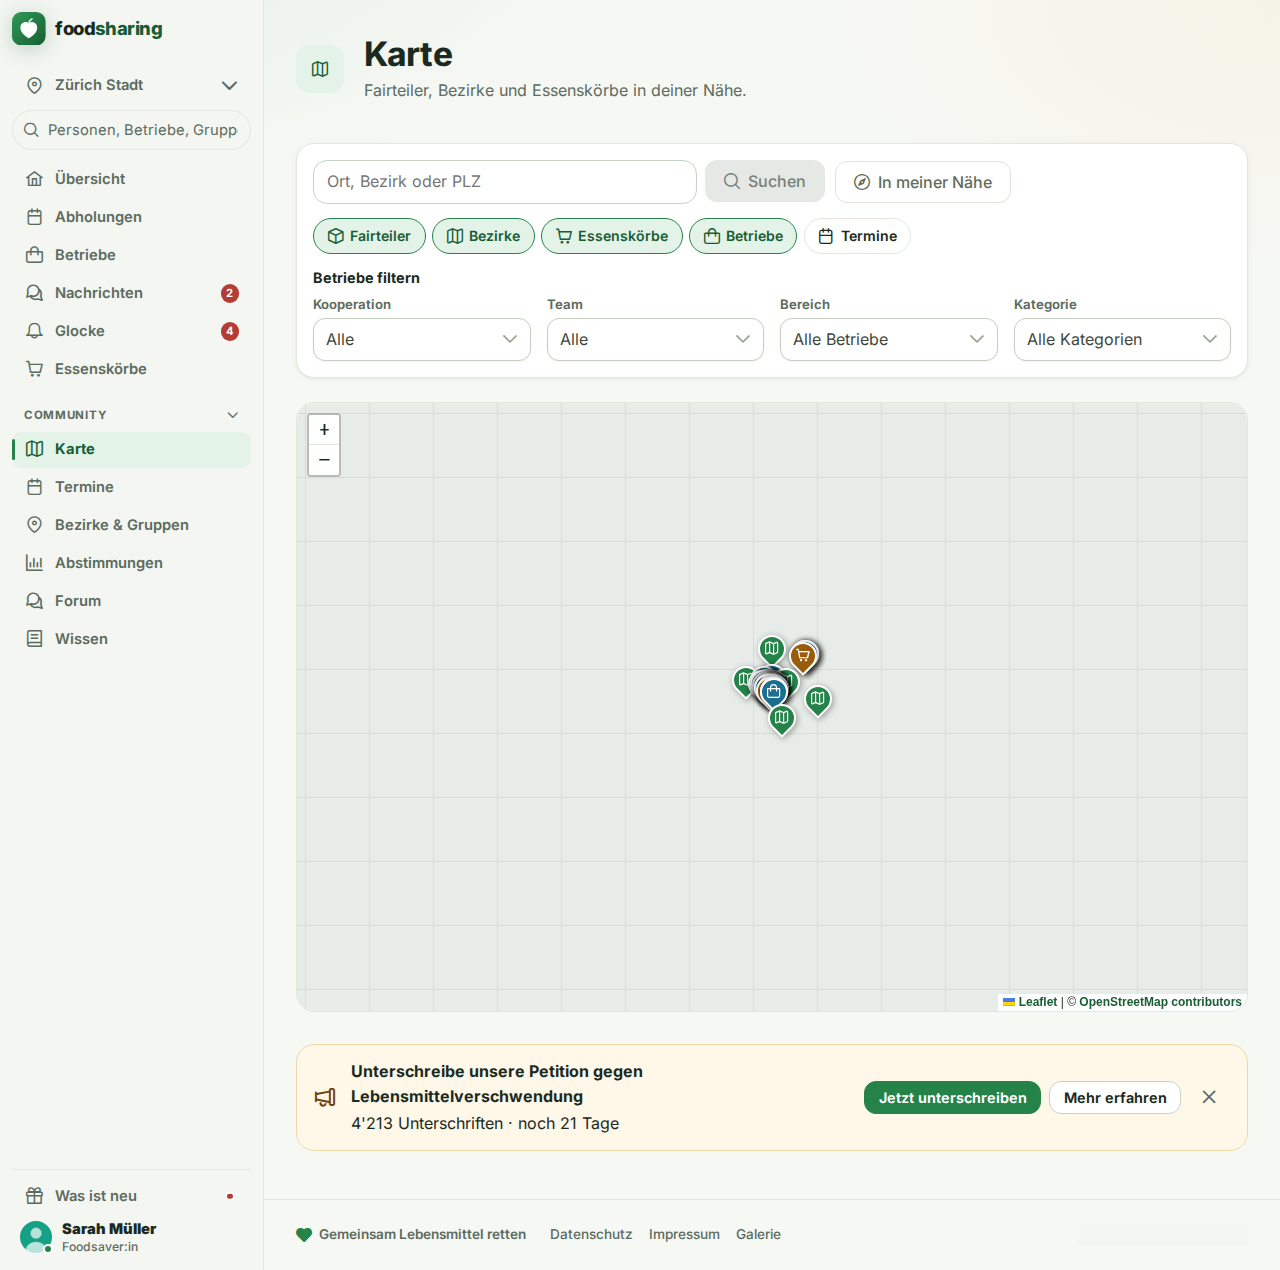 foodsharing
Zürich Stadt
Personen, Betriebe, Grupp
Übersicht
Abholungen
Betriebe
Nachrichten 2
Glocke 4
Essenskörbe
COMMUNITY
Karte
Termine
Bezirke & Gruppen
Abstimmungen
Forum
Wissen
Was ist neu
Sarah Müller
Foodsaver:in
Karte
Fairteiler, Bezirke und Essenskörbe in deiner Nähe.
Ort, Bezirk oder PLZ Suchen In meiner Nähe
Fairteiler Bezirke Essenskörbe Betriebe Termine
Betriebe filtern
Kooperation Team Bereich Kategorie
Alle Alle Alle Betriebe Alle Kategorien
+
−
Leaflet | © OpenStreetMap contributors
Unterschreibe unsere Petition gegen
Lebensmittelverschwendung
4'213 Unterschriften · noch 21 Tage
Jetzt unterschreiben Mehr erfahren
Gemeinsam Lebensmittel retten Datenschutz Impressum Galerie